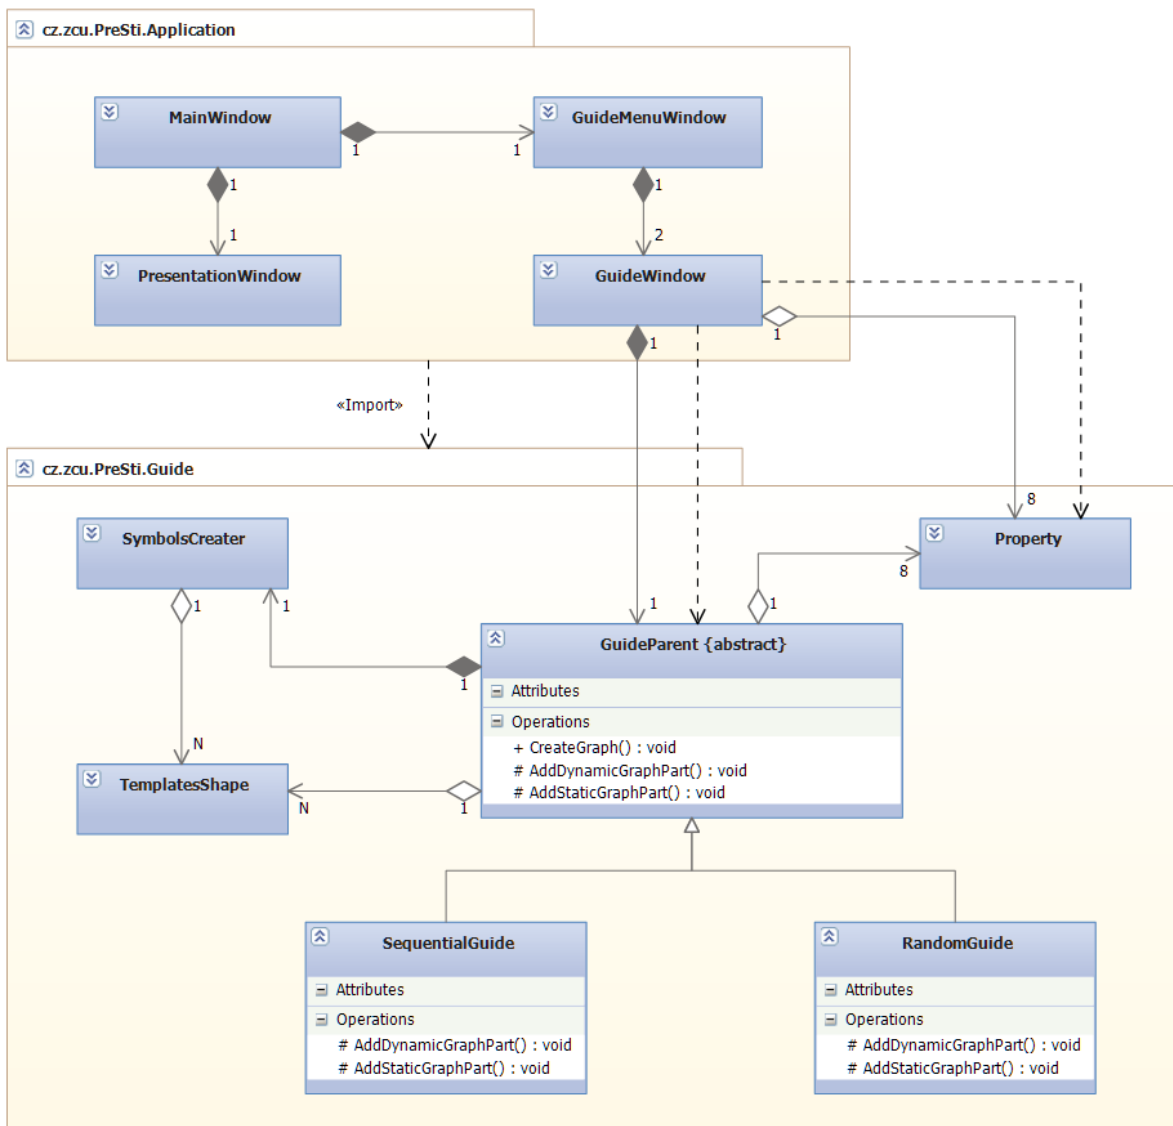 cz.zcu.PreSti.Application
MainWindow
GuideMenuWindow
1
1
1
1
1
2
PresentationWindow
GuideWindow
1
1
«Import»
cz.zcu.PreSti.Guide
8
SymbolsCreater
Property
8
1
1
1
1
GuideParent {abstract}
1
Attributes
Operations
+ CreateGraph() : void
# AddDynamicGraphPart() : void
# AddStaticGraphPart() : void
N
TemplatesShape
N
1
SequentialGuide
Attributes
Operations
# AddDynamicGraphPart() : void
# AddStaticGraphPart() : void
RandomGuide
Attributes
Operations
# AddDynamicGraphPart() : void
# AddStaticGraphPart() : void